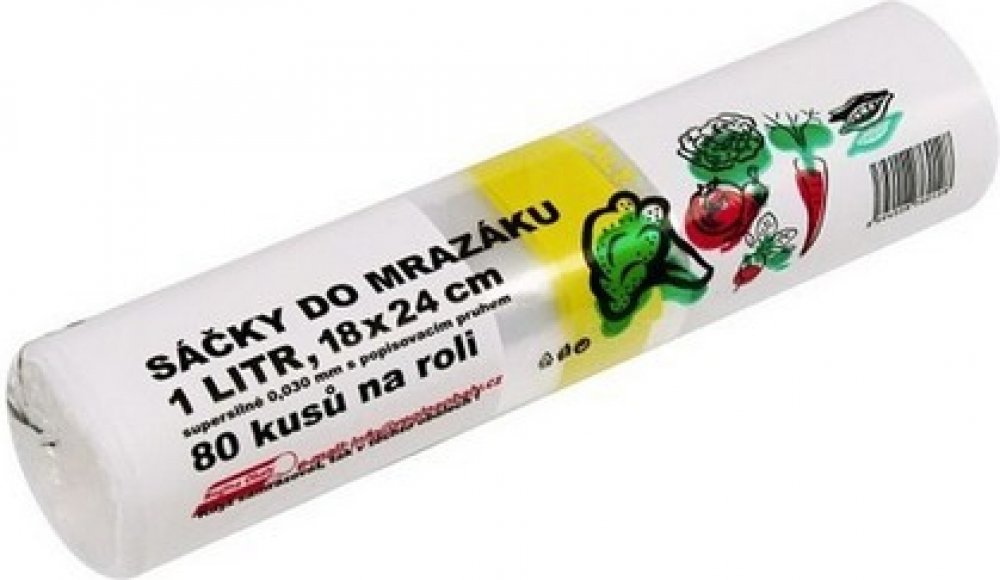 SÁČKY DO MRAZÁKU
1 LITR, 18 x 24 cm
supersilné 0,030 mm s popisovacím pruhem
80 kusů na roli